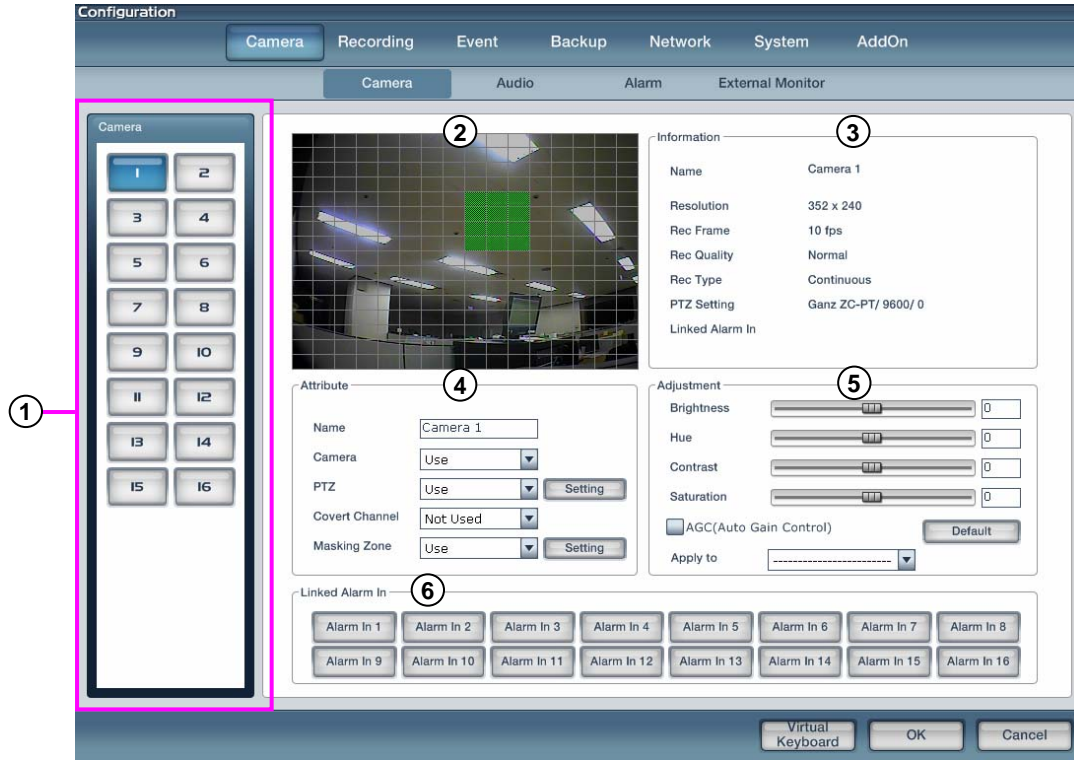 Configuration
Camera Recording Event Backup Network System AddOn
Camera Audio Alarm External Monitor
1
Camera
1 2
3 4
5 6
7 8
9 10
11 12
13 14
15 16
2
3
Information
Name Camera 1
Resolution 352 x 240
Rec Frame 10 fps
Rec Quality Normal
Rec Type Continuous
PTZ Setting Ganz ZC-PT/ 9600/ 0
Linked Alarm In
4
Attribute
Name Camera 1
Camera Use
PTZ Use Setting
Covert Channel Not Used
Masking Zone Use Setting
5
Adjustment
Brightness 0
Hue 0
Contrast 0
Saturation 0
AGC(Auto Gain Control) Default
Apply to -----------------------
6
Linked Alarm In
Alarm In 1 Alarm In 2 Alarm In 3 Alarm In 4 Alarm In 5 Alarm In 6 Alarm In 7 Alarm In 8
Alarm In 9 Alarm In 10 Alarm In 11 Alarm In 12 Alarm In 13 Alarm In 14 Alarm In 15 Alarm In 16
Virtual Keyboard OK Cancel